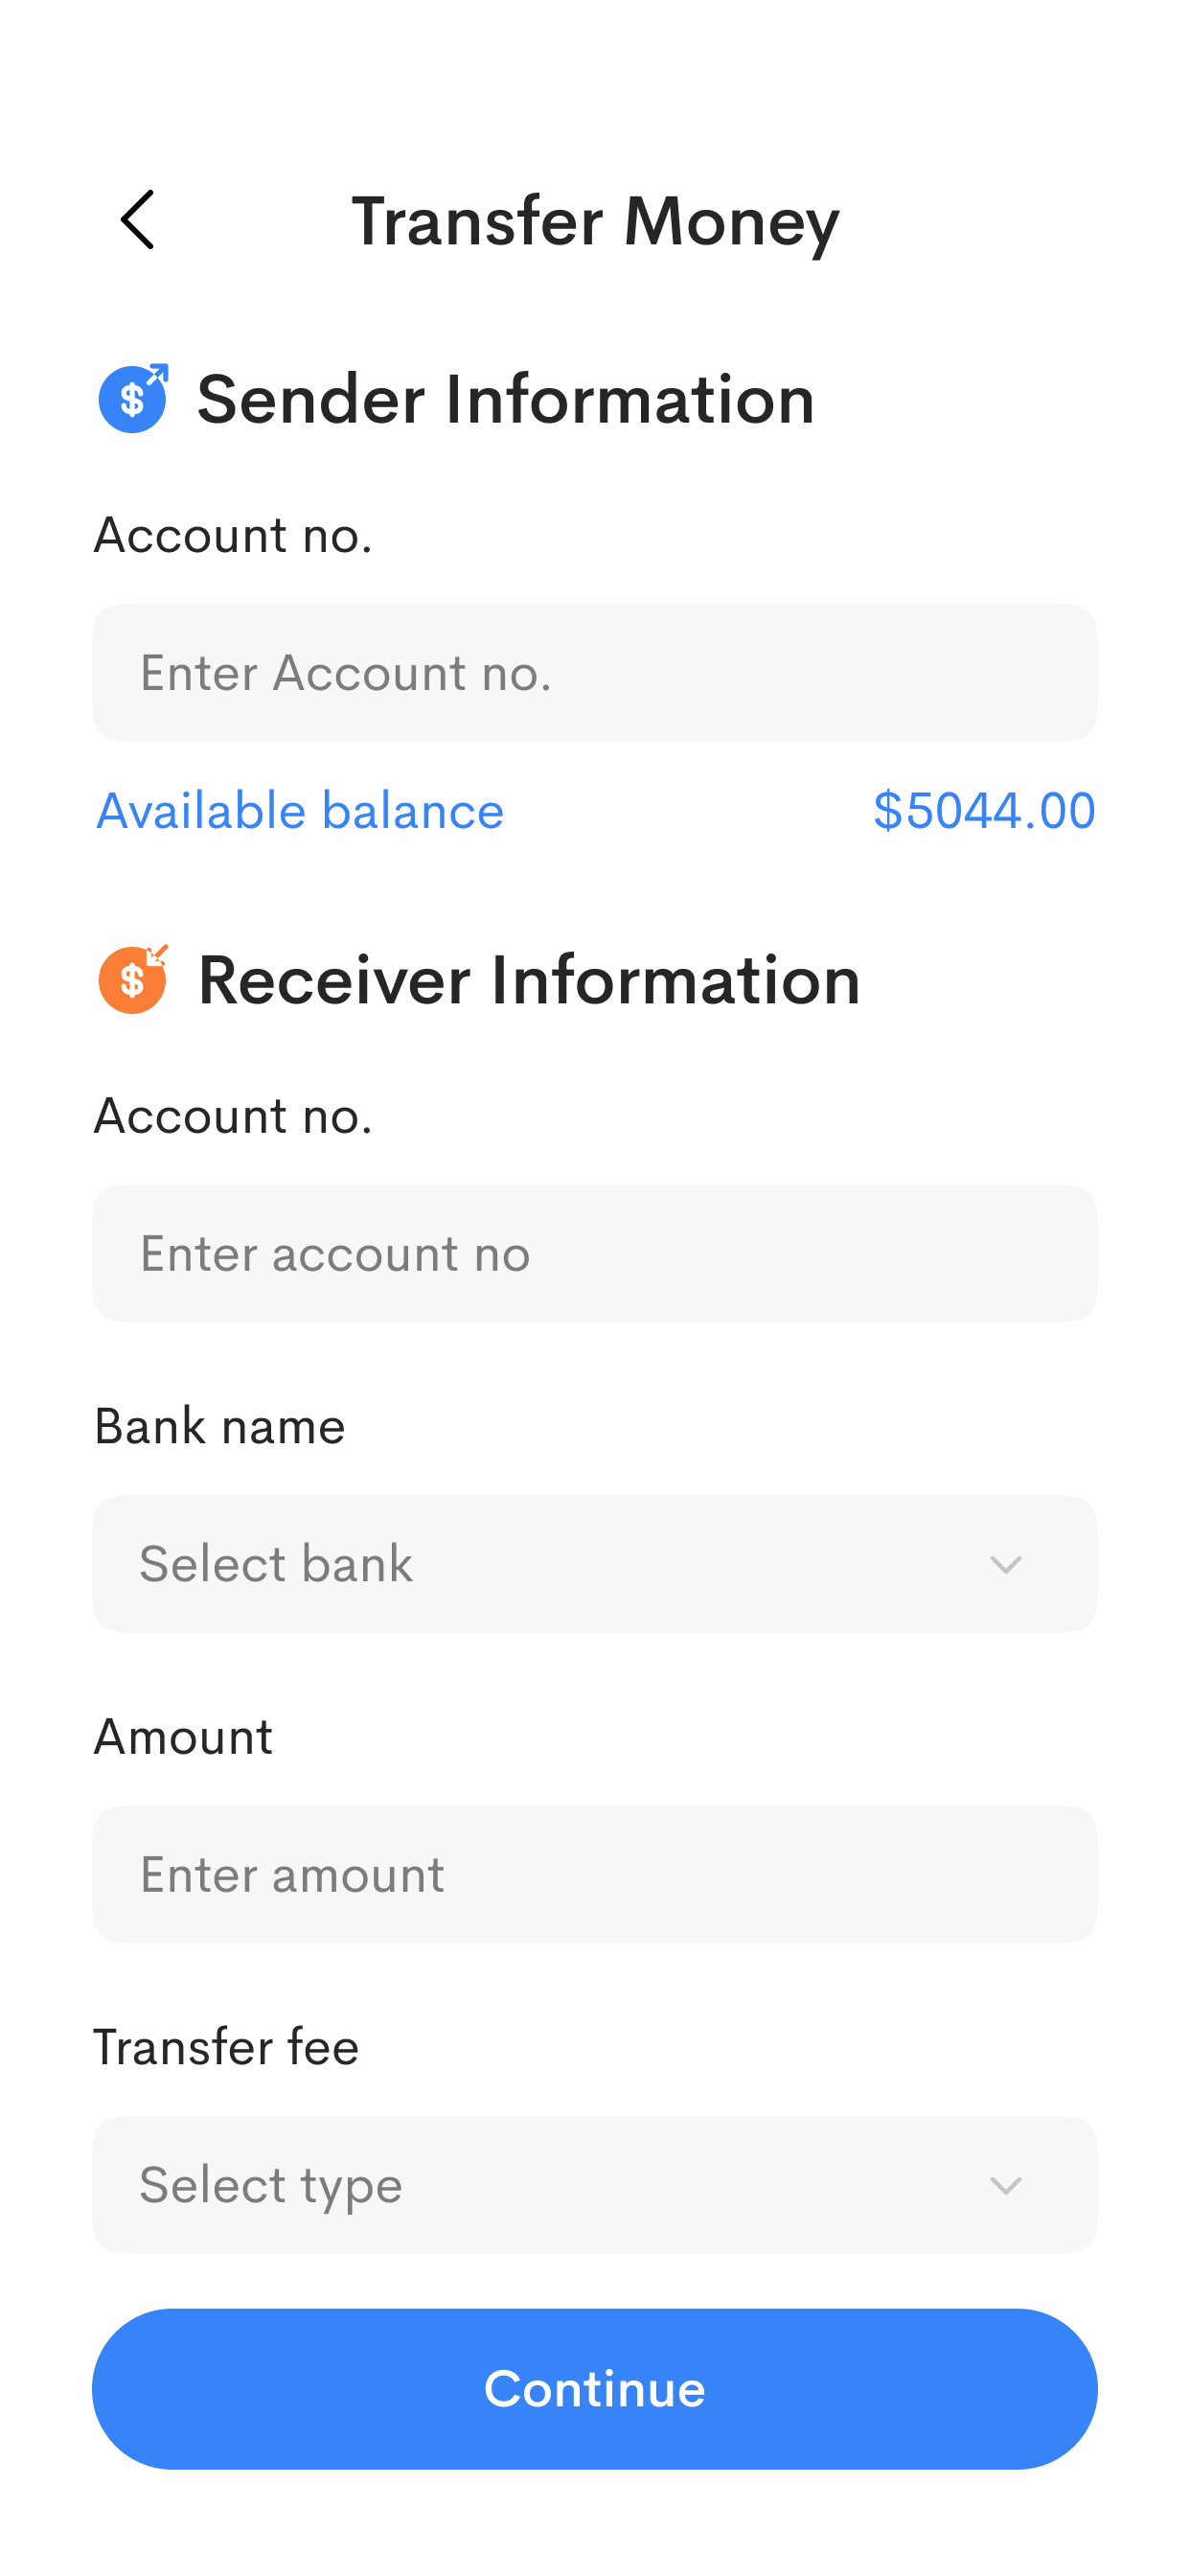 Transfer Money
Sender Information
Account no.
Enter Account no.
Available balance $5044.00
Receiver Information
Account no.
Enter account no
Bank name
Select bank
Amount
Enter amount
Transfer fee
Select type
Continue